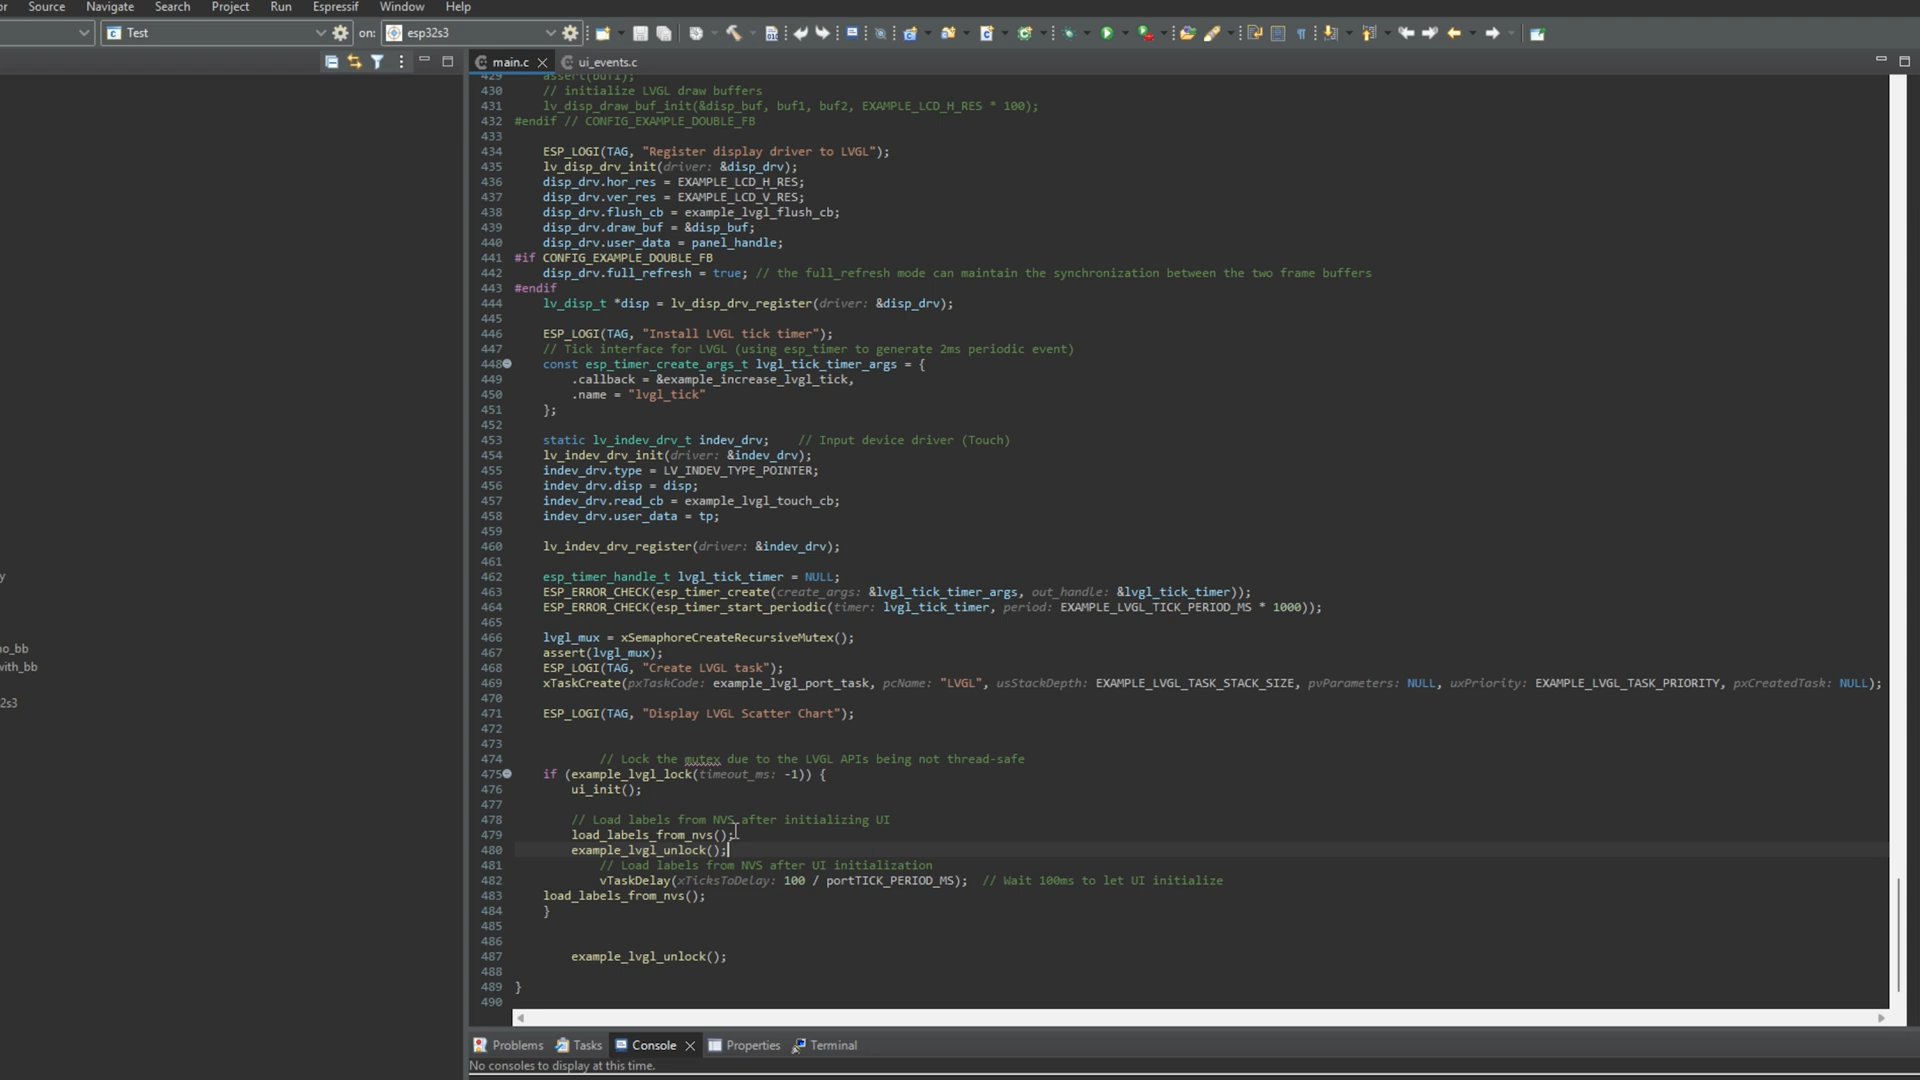 or Source Navigate Search Project Run Espressif Window Help
Test on: esp32s3
main.c ui_events.c
y
no_bb
with_bb
2s3
429 assert(buf1);
430 // initialize LVGL draw buffers
431 lv_disp_draw_buf_init(&disp_buf, buf1, buf2, EXAMPLE_LCD_H_RES * 100);
432 #endif // CONFIG_EXAMPLE_DOUBLE_FB
433
434 ESP_LOGI(TAG, "Register display driver to LVGL");
435 lv_disp_drv_init(driver: &disp_drv);
436 disp_drv.hor_res = EXAMPLE_LCD_H_RES;
437 disp_drv.ver_res = EXAMPLE_LCD_V_RES;
438 disp_drv.flush_cb = example_lvgl_flush_cb;
439 disp_drv.draw_buf = &disp_buf;
440 disp_drv.user_data = panel_handle;
441 #if CONFIG_EXAMPLE_DOUBLE_FB
442 disp_drv.full_refresh = true; // the full_refresh mode can maintain the synchronization between the two frame buffers
443 #endif
444 lv_disp_t *disp = lv_disp_drv_register(driver: &disp_drv);
445
446 ESP_LOGI(TAG, "Install LVGL tick timer");
447 // Tick interface for LVGL (using esp_timer to generate 2ms periodic event)
448 const esp_timer_create_args_t lvgl_tick_timer_args = {
449 .callback = &example_increase_lvgl_tick,
450 .name = "lvgl_tick"
451 };
452
453 static lv_indev_drv_t indev_drv; // Input device driver (Touch)
454 lv_indev_drv_init(driver: &indev_drv);
455 indev_drv.type = LV_INDEV_TYPE_POINTER;
456 indev_drv.disp = disp;
457 indev_drv.read_cb = example_lvgl_touch_cb;
458 indev_drv.user_data = tp;
459
460 lv_indev_drv_register(driver: &indev_drv);
461
462 esp_timer_handle_t lvgl_tick_timer = NULL;
463 ESP_ERROR_CHECK(esp_timer_create(create_args: &lvgl_tick_timer_args, out_handle: &lvgl_tick_timer));
464 ESP_ERROR_CHECK(esp_timer_start_periodic(timer: lvgl_tick_timer, period: EXAMPLE_LVGL_TICK_PERIOD_MS * 1000));
465
466 lvgl_mux = xSemaphoreCreateRecursiveMutex();
467 assert(lvgl_mux);
468 ESP_LOGI(TAG, "Create LVGL task");
469 xTaskCreate(pxTaskCode: example_lvgl_port_task, pcName: "LVGL", usStackDepth: EXAMPLE_LVGL_TASK_STACK_SIZE, pvParameters: NULL, uxPriority: EXAMPLE_LVGL_TASK_PRIORITY, pxCreatedTask: NULL);
470
471 ESP_LOGI(TAG, "Display LVGL Scatter Chart");
472
473
474 // Lock the mutex due to the LVGL APIs being not thread-safe
475 if (example_lvgl_lock(timeout_ms: -1)) {
476 ui_init();
477
478 // Load labels from NVS after initializing UI
479 load_labels_from_nvs();
480 example_lvgl_unlock();
481 // Load labels from NVS after UI initialization
482 vTaskDelay(xTicksToDelay: 100 / portTICK_PERIOD_MS); // Wait 100ms to let UI initialize
483 load_labels_from_nvs();
484 }
485
486
487 example_lvgl_unlock();
488
489 }
490
Problems Tasks Console Properties Terminal
No consoles to display at this time.